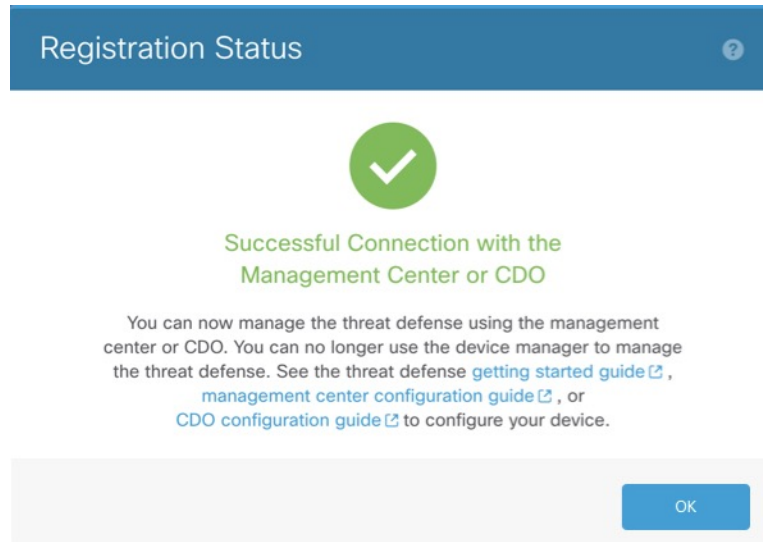 Registration Status
Successful Connection with the
Management Center or CDO
You can now manage the threat defense using the management
center or CDO. You can no longer use the device manager to manage
the threat defense. See the threat defense getting started guide ,
management center configuration guide , or
CDO configuration guide to configure your device.
OK